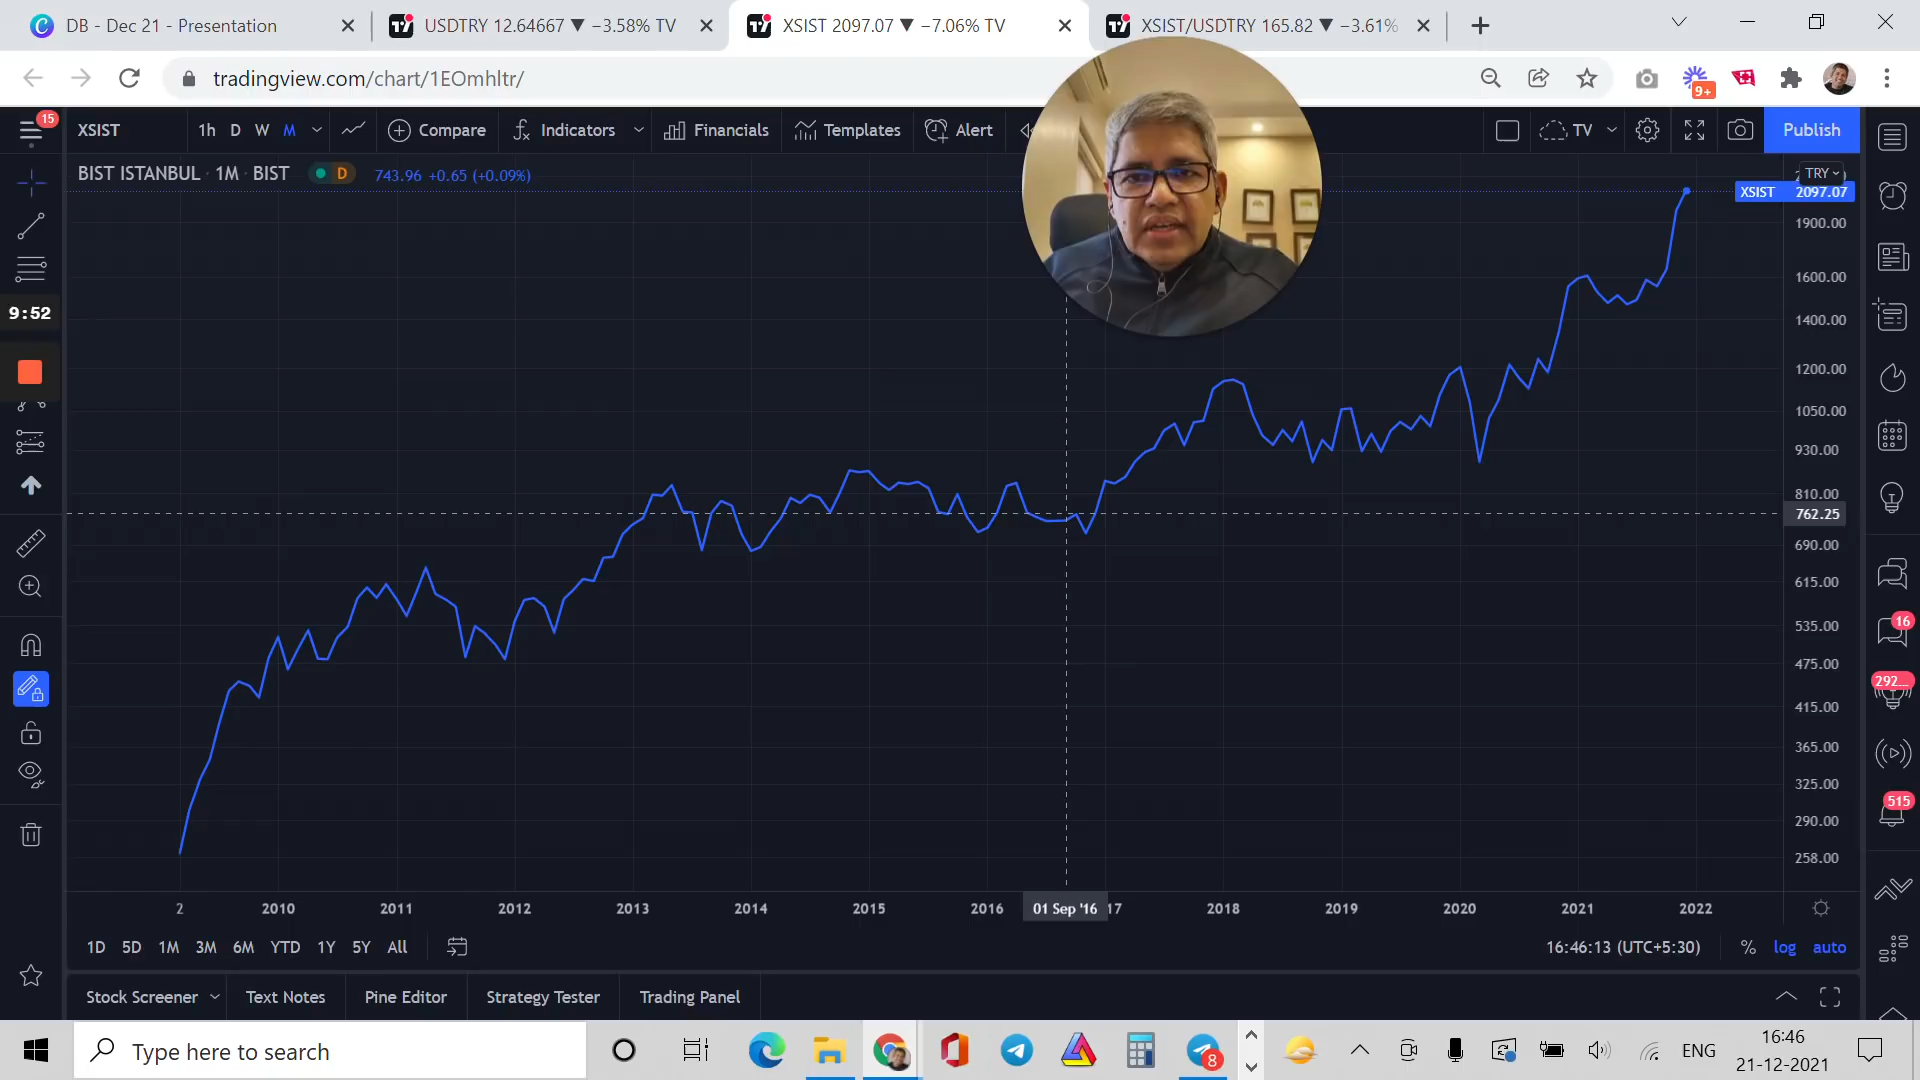 DB - Dec 21 - Presentation
USDTRY 12.64667 ▼ −3.58% TV
XSIST 2097.07 ▼ −7.06% TV
XSIST/USDTRY 165.82 ▼ −3.61%
tradingview.com/chart/1EOmhltr/
9+
15
XSIST
1h D W M
Compare
Indicators
Financials
Templates
Alert
TV
Publish
BIST ISTANBUL · 1M · BIST
D
743.96 +0.65 (+0.09%)
TRY
XSIST 2097.07
1900.00
1600.00
1400.00
1200.00
1050.00
930.00
810.00
762.25
690.00
615.00
535.00
475.00
415.00
365.00
325.00
290.00
258.00
9:52
16
292...
515
2 2010 2011 2012 2013 2014 2015 2016 01 Sep '16 17 2018 2019 2020 2021 2022
1D 5D 1M 3M 6M YTD 1Y 5Y All
16:46:13 (UTC+5:30) % log auto
Stock Screener Text Notes Pine Editor Strategy Tester Trading Panel
Type here to search
8
ENG
16:46
21-12-2021